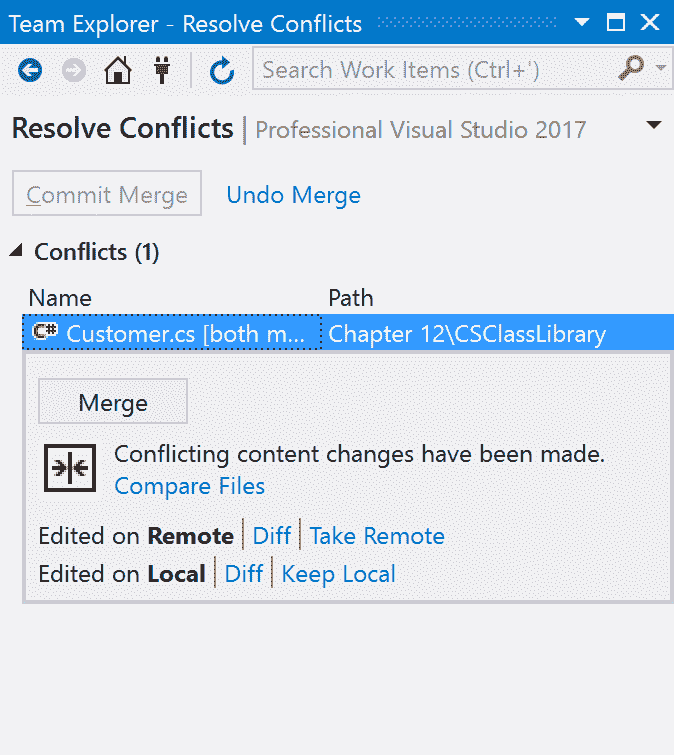 Team Explorer - Resolve Conflicts
Search Work Items (Ctrl+')
Resolve Conflicts | Professional Visual Studio 2017
Commit Merge Undo Merge
Conflicts (1)
Name Path
C# Customer.cs [both m... Chapter 12\CSClassLibrary
Merge
Conflicting content changes have been made.
Compare Files
Edited on Remote | Diff | Take Remote
Edited on Local | Diff | Keep Local